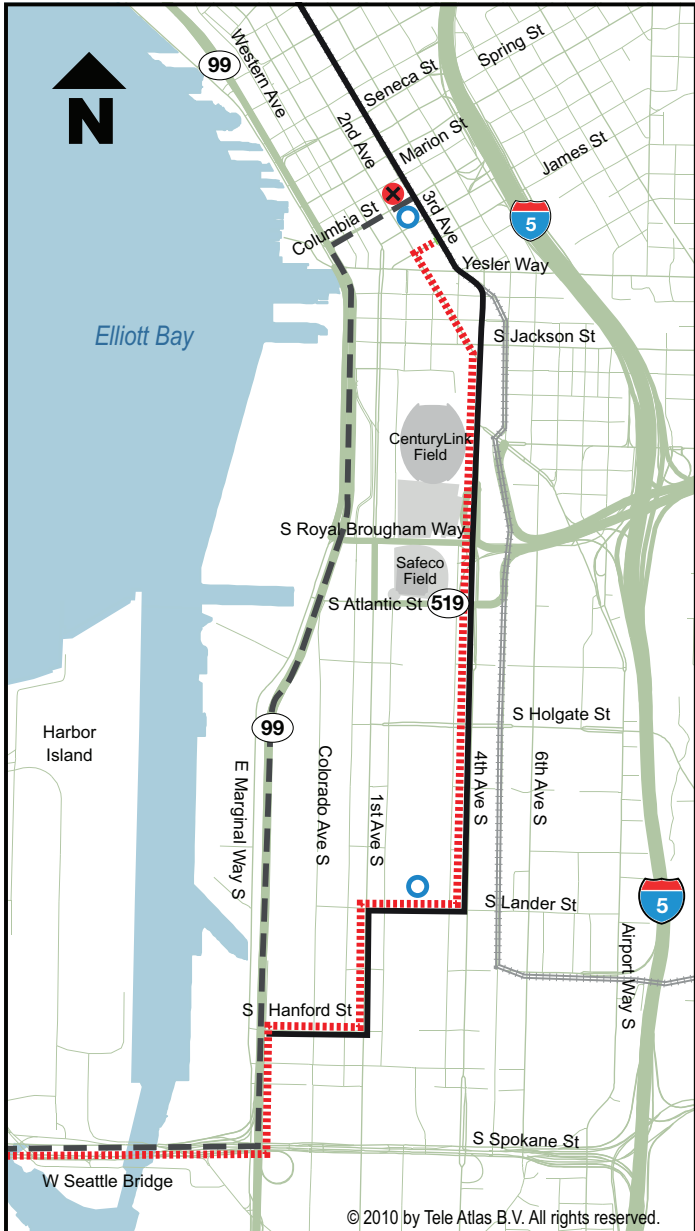 99
Western Ave
Spring St
Seneca St
N
2nd Ave
Marion St
James St
3rd Ave
Columbia St
5
Yesler Way
Elliott Bay
S Jackson St
CenturyLink
Field
S Royal Brougham Way
Safeco
Field
S Atlantic St
519
S Holgate St
Harbor
Island
99
E Marginal Way S
Colorado Ave S
1st Ave S
4th Ave S
6th Ave S
S Lander St
5
Airport Way S
S Hanford St
S Spokane St
W Seattle Bridge
© 2010 by Tele Atlas B.V. All rights reserved.